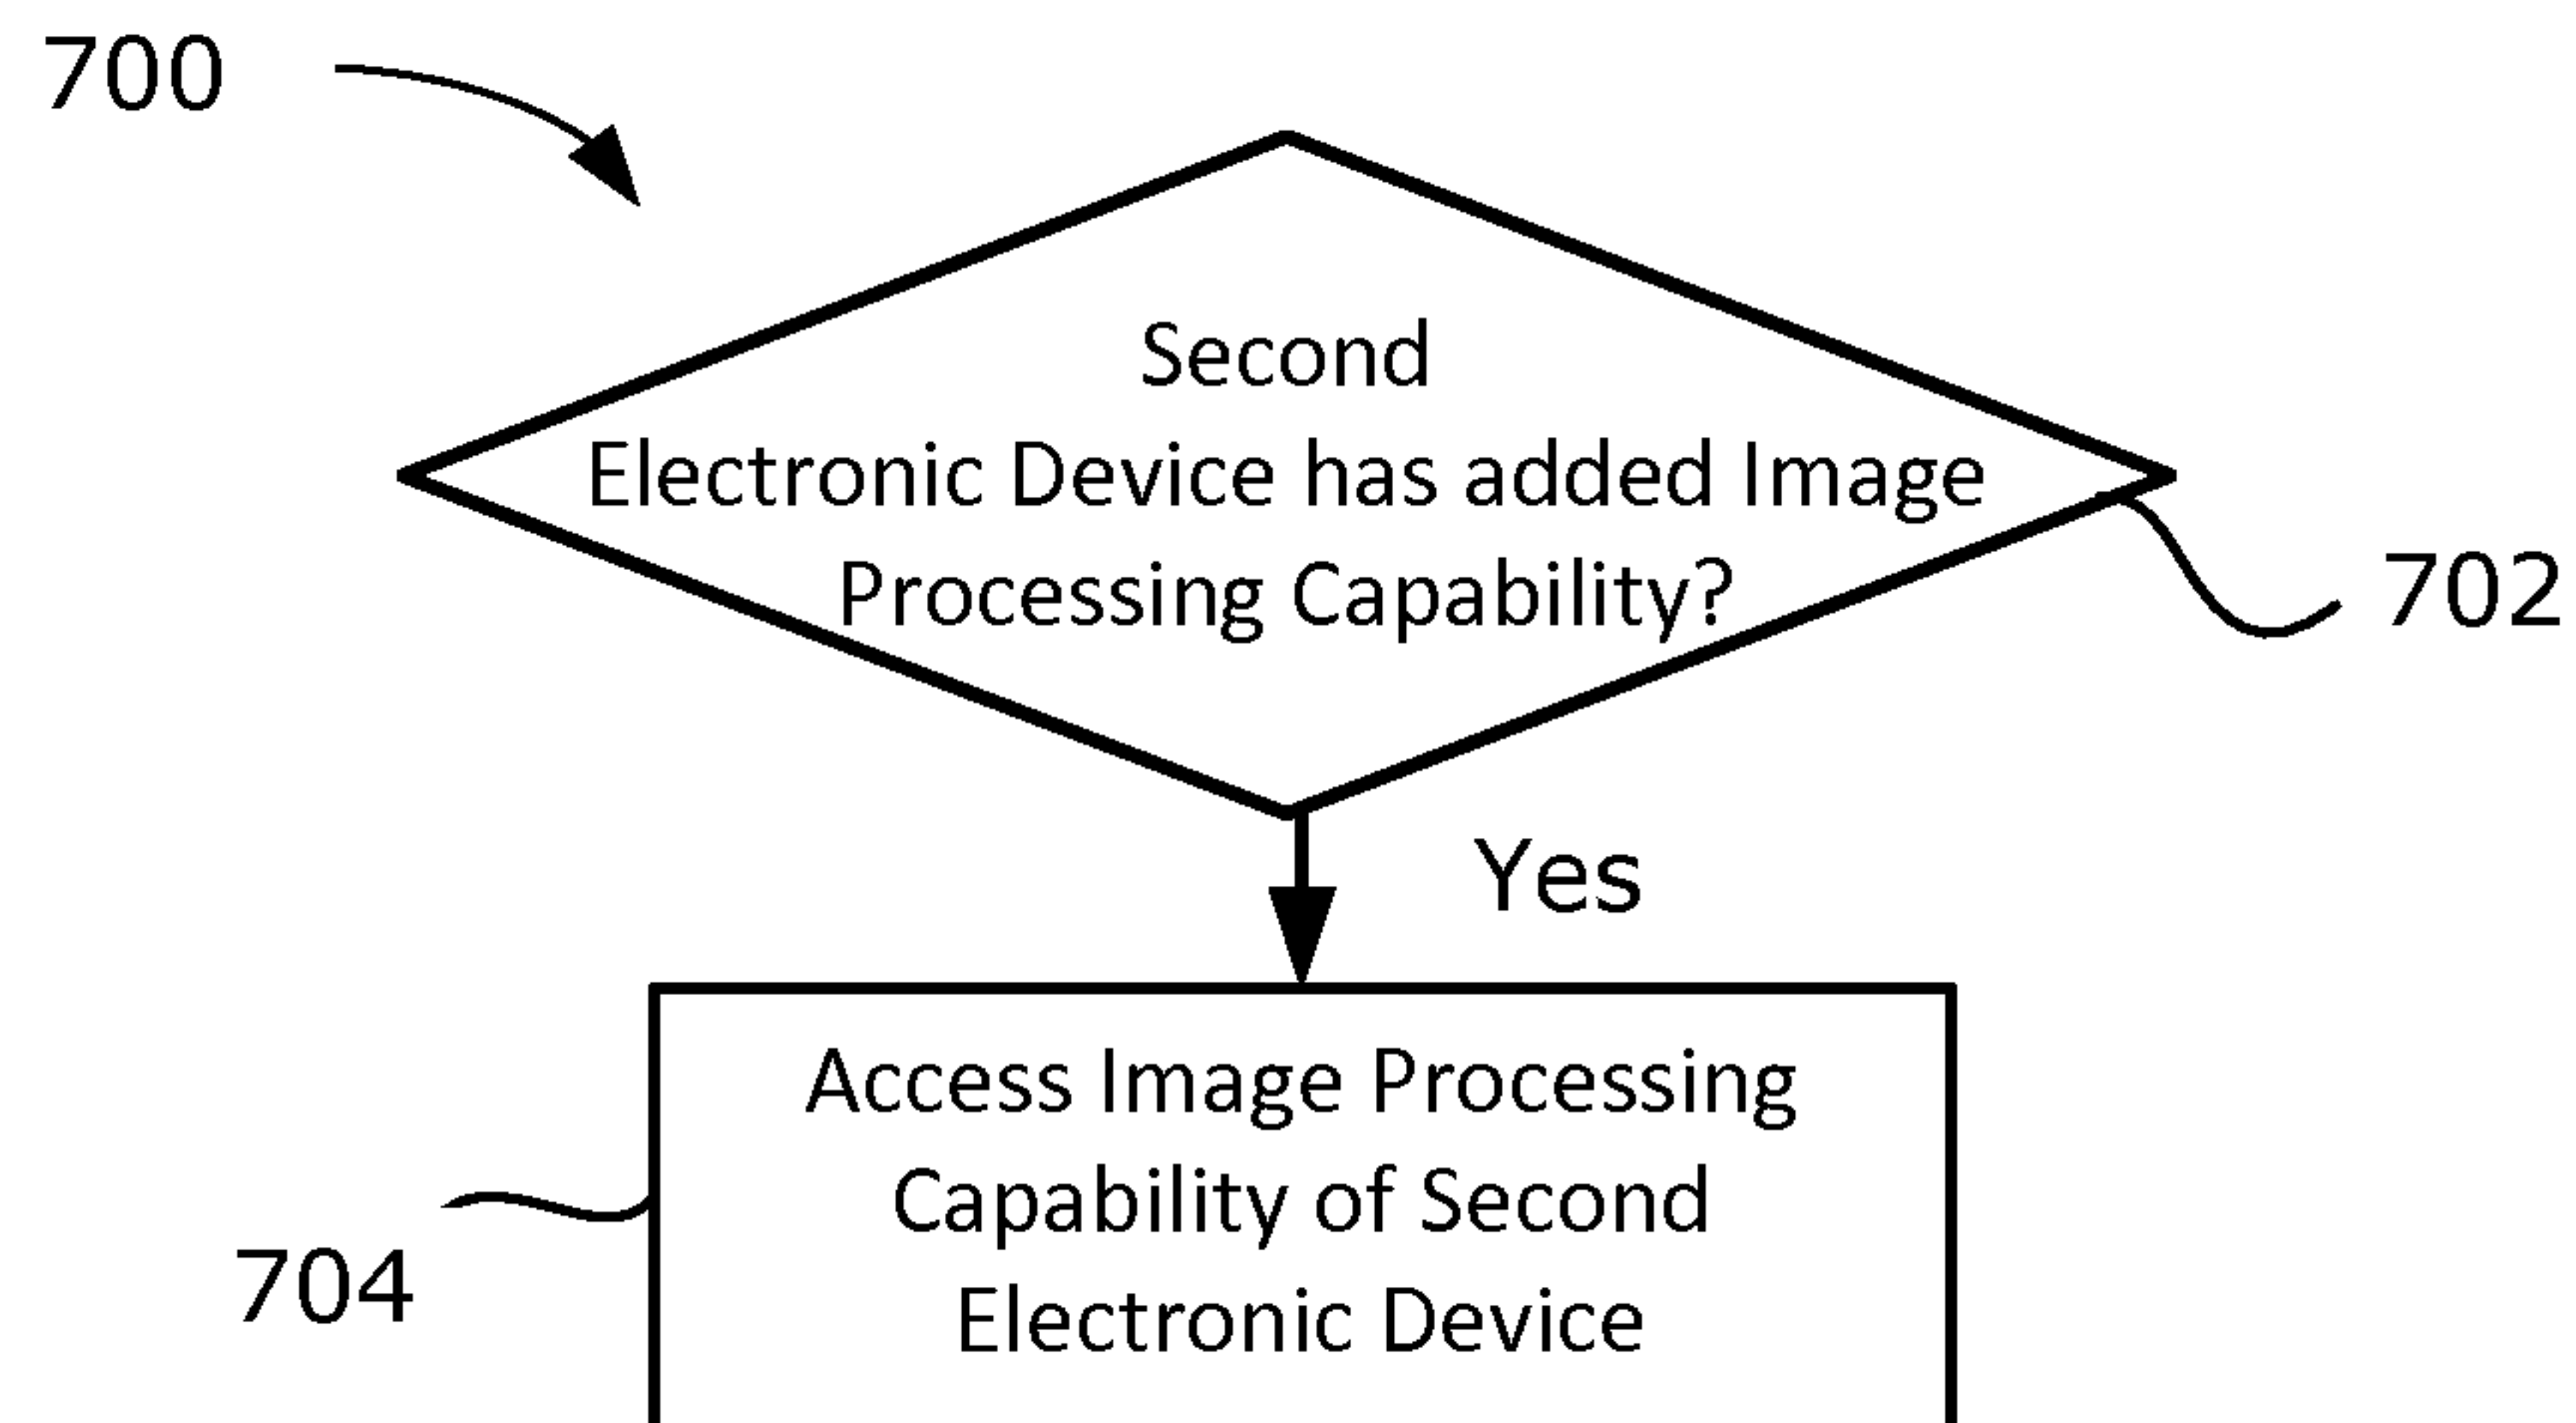 700
Second
Electronic Device has added Image
Processing Capability?
702
Yes
Access Image Processing
Capability of Second
Electronic Device
704